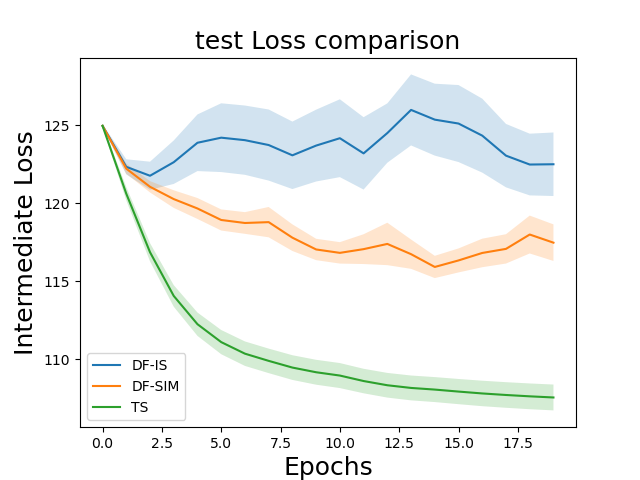 test Loss comparison
Intermediate Loss
125
120
115
110
DF-IS
DF-SIM
TS
0.0 2.5 5.0 7.5 10.0 12.5 15.0 17.5
Epochs